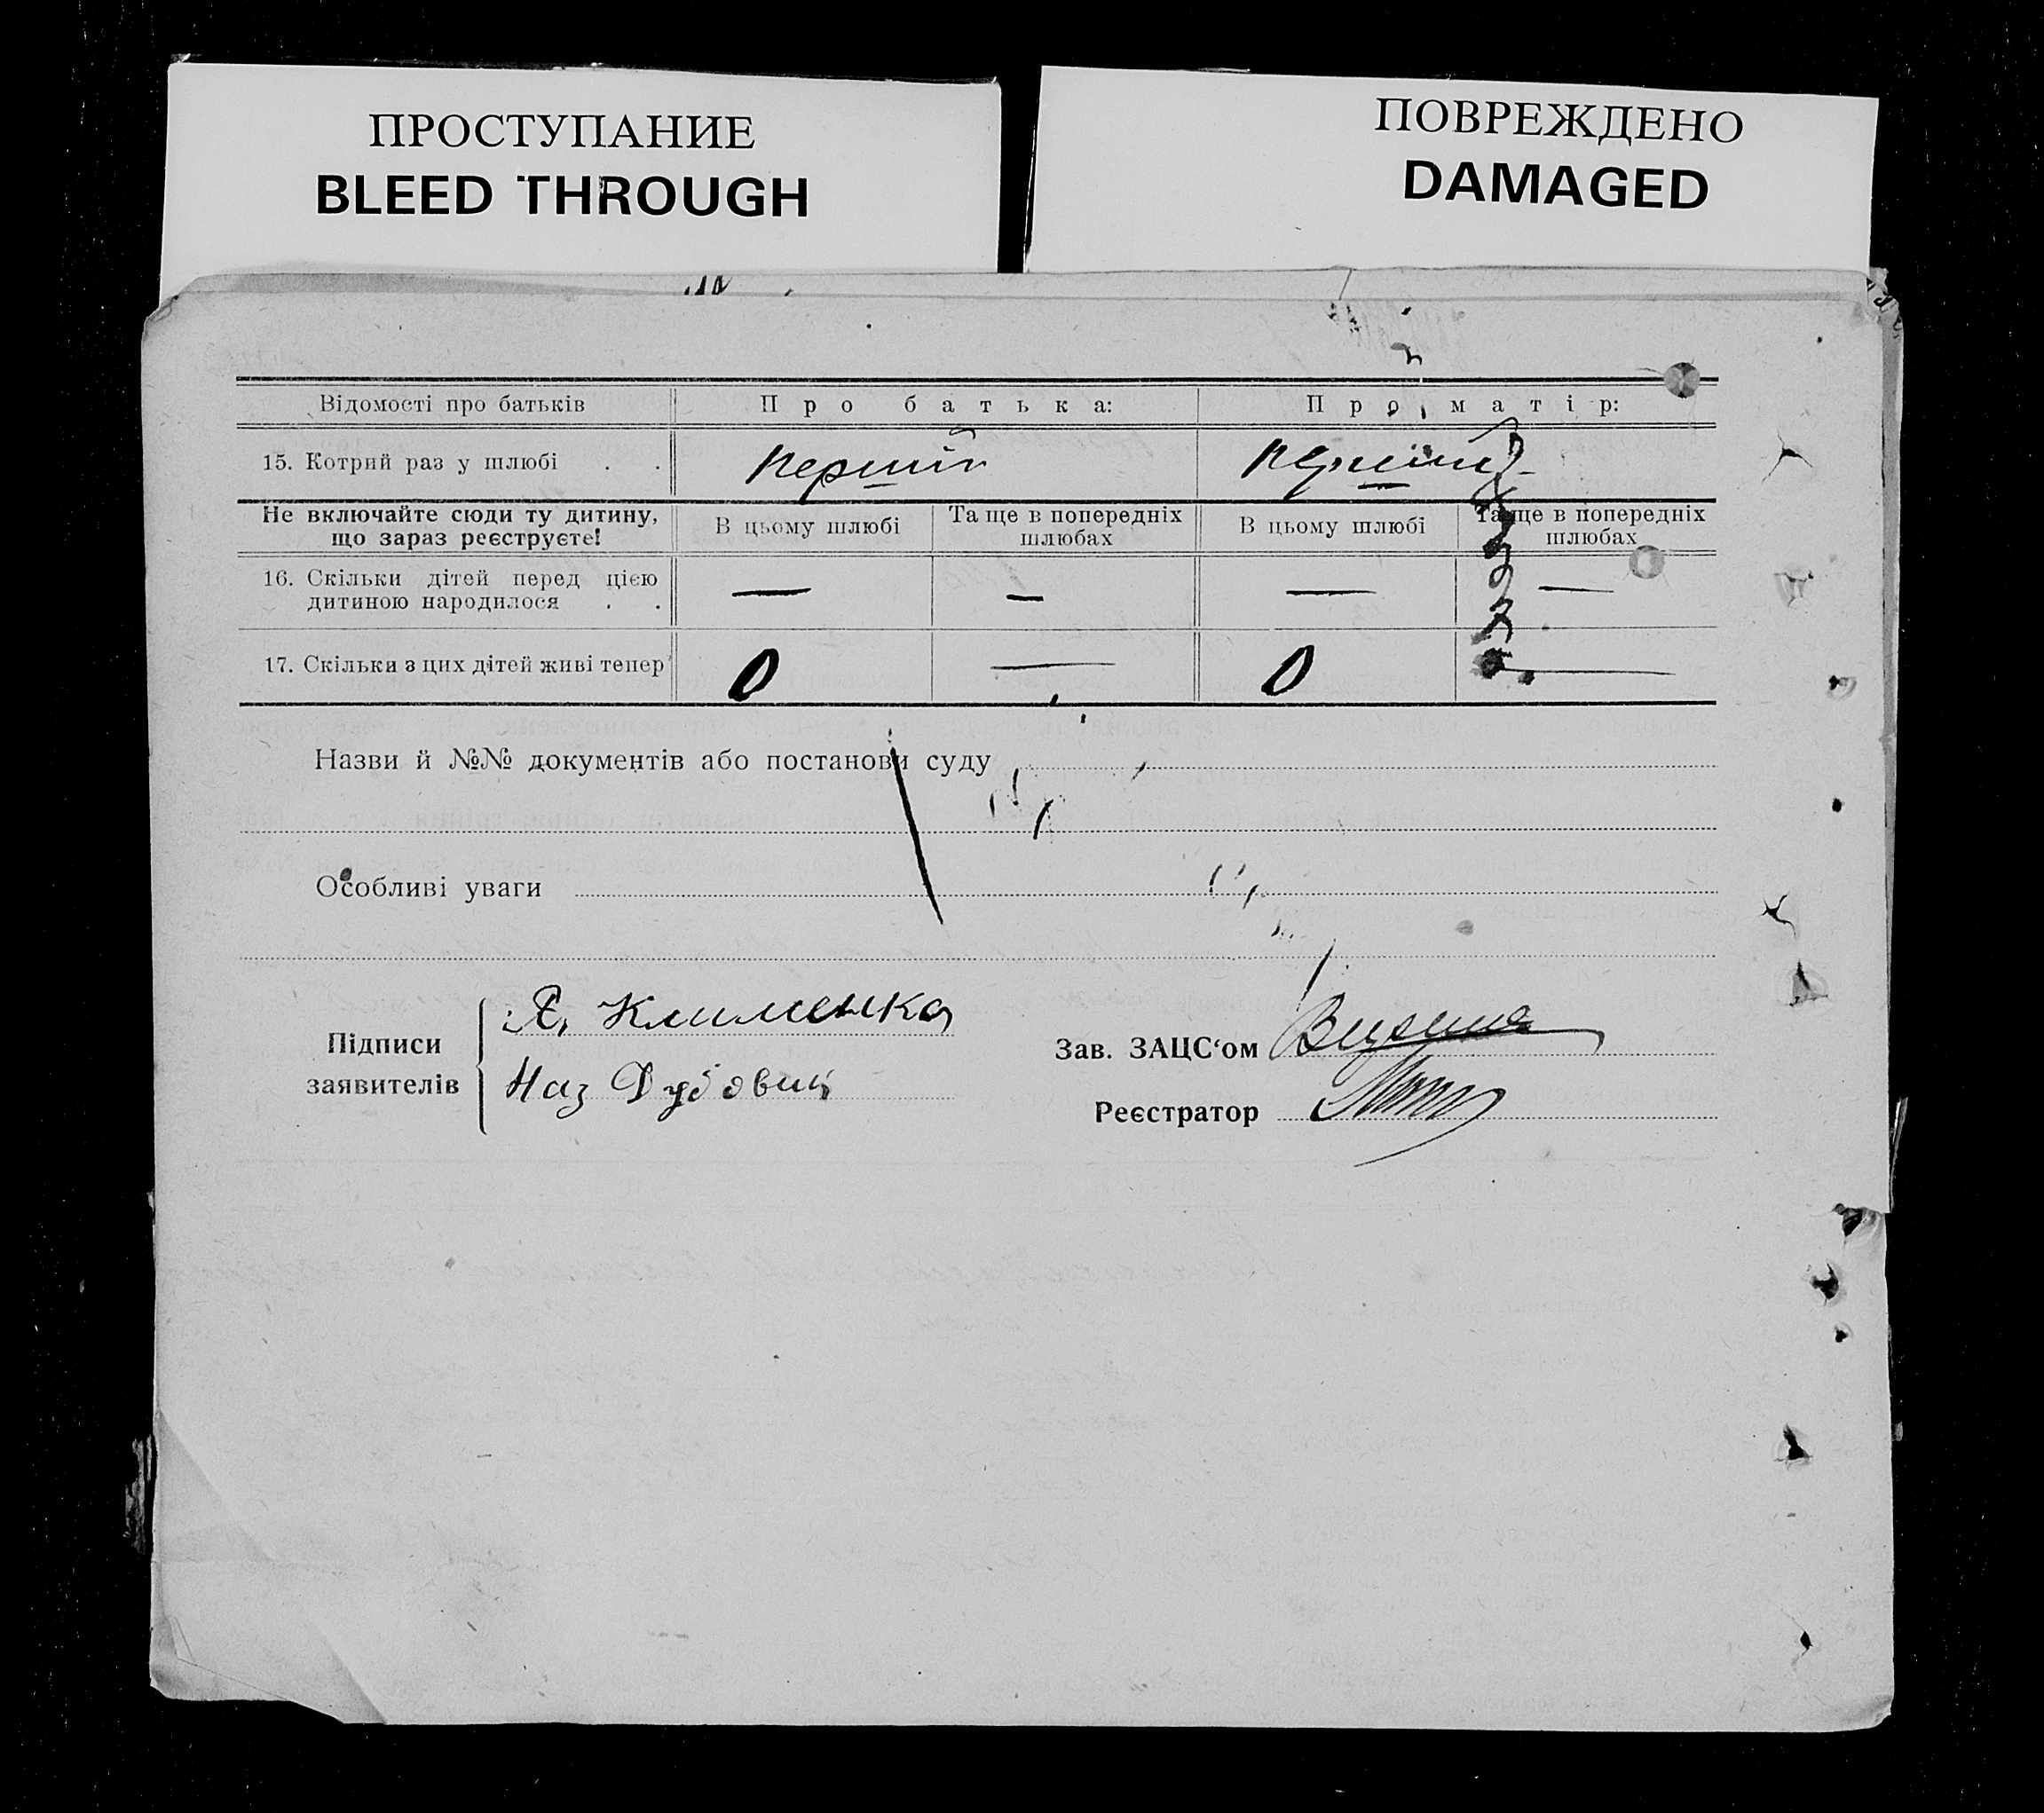 ПРОСТУПАНИЕ
BLEED THROUGH
ПОВРЕЖДЕНО
DAMAGED
Відомості про батьків Про батька: Про матір:
15. Котрий раз у шлюбі . . перший перший
Не включайте сюди ту дитину, що зараз реєструєте! В цьому шлюбі Та ще в попередніх шлюбах В цьому шлюбі Та ще в попередніх шлюбах
16. Скільки дітей перед цією дитиною народилося . . — — — —
17. Скільки з цих дітей живі тепер 0 — 0 —
Назви й №№ документів або постанови суду
Особливі уваги
Підписи заявителів
Клименко
Наз Дубовик
Зав. ЗАЦС‘ом
Реєстратор